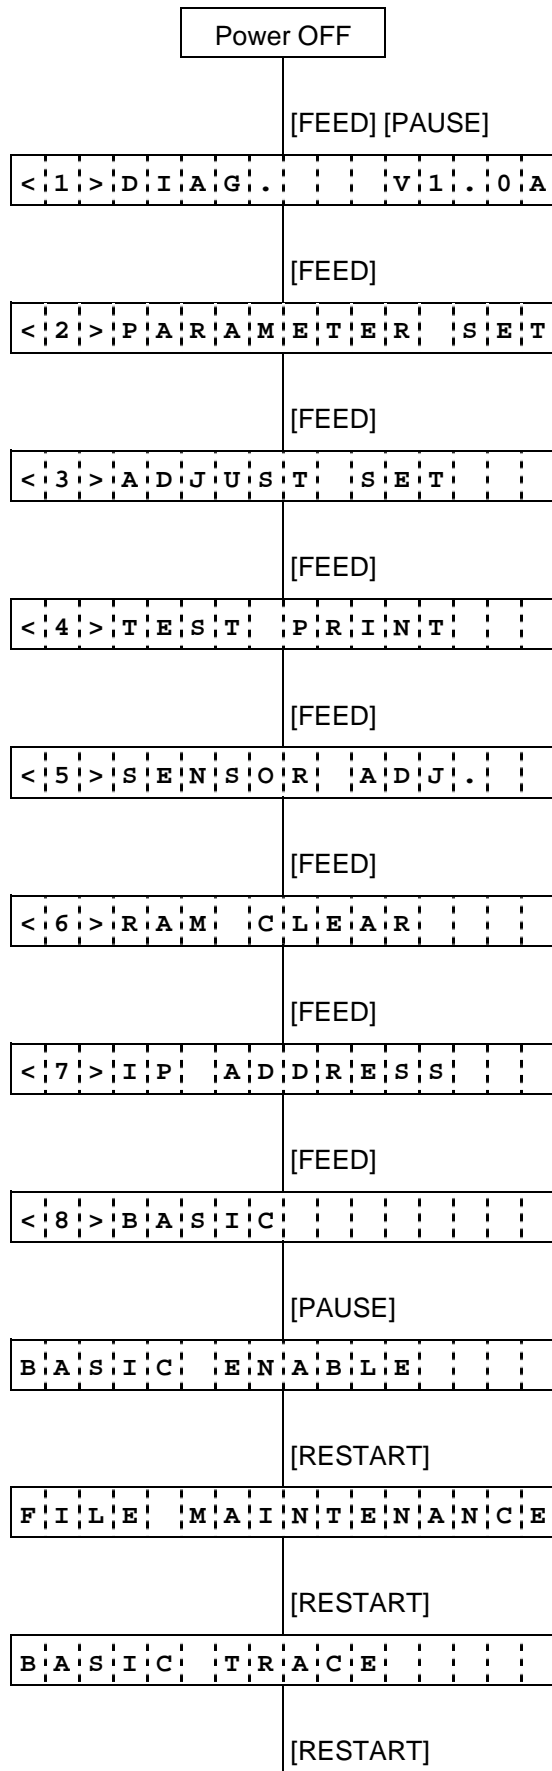 Power OFF
[FEED] [PAUSE]
<1>DIAG.   V1.0A
[FEED]
<2>PARAMETER SET
[FEED]
<3>ADJUST SET
[FEED]
<4>TEST PRINT
[FEED]
<5>SENSOR ADJ.
[FEED]
<6>RAM CLEAR
[FEED]
<7>IP ADDRESS
[FEED]
<8>BASIC
[PAUSE]
BASIC ENABLE
[RESTART]
FILE MAINTENANCE
[RESTART]
BASIC TRACE
[RESTART]